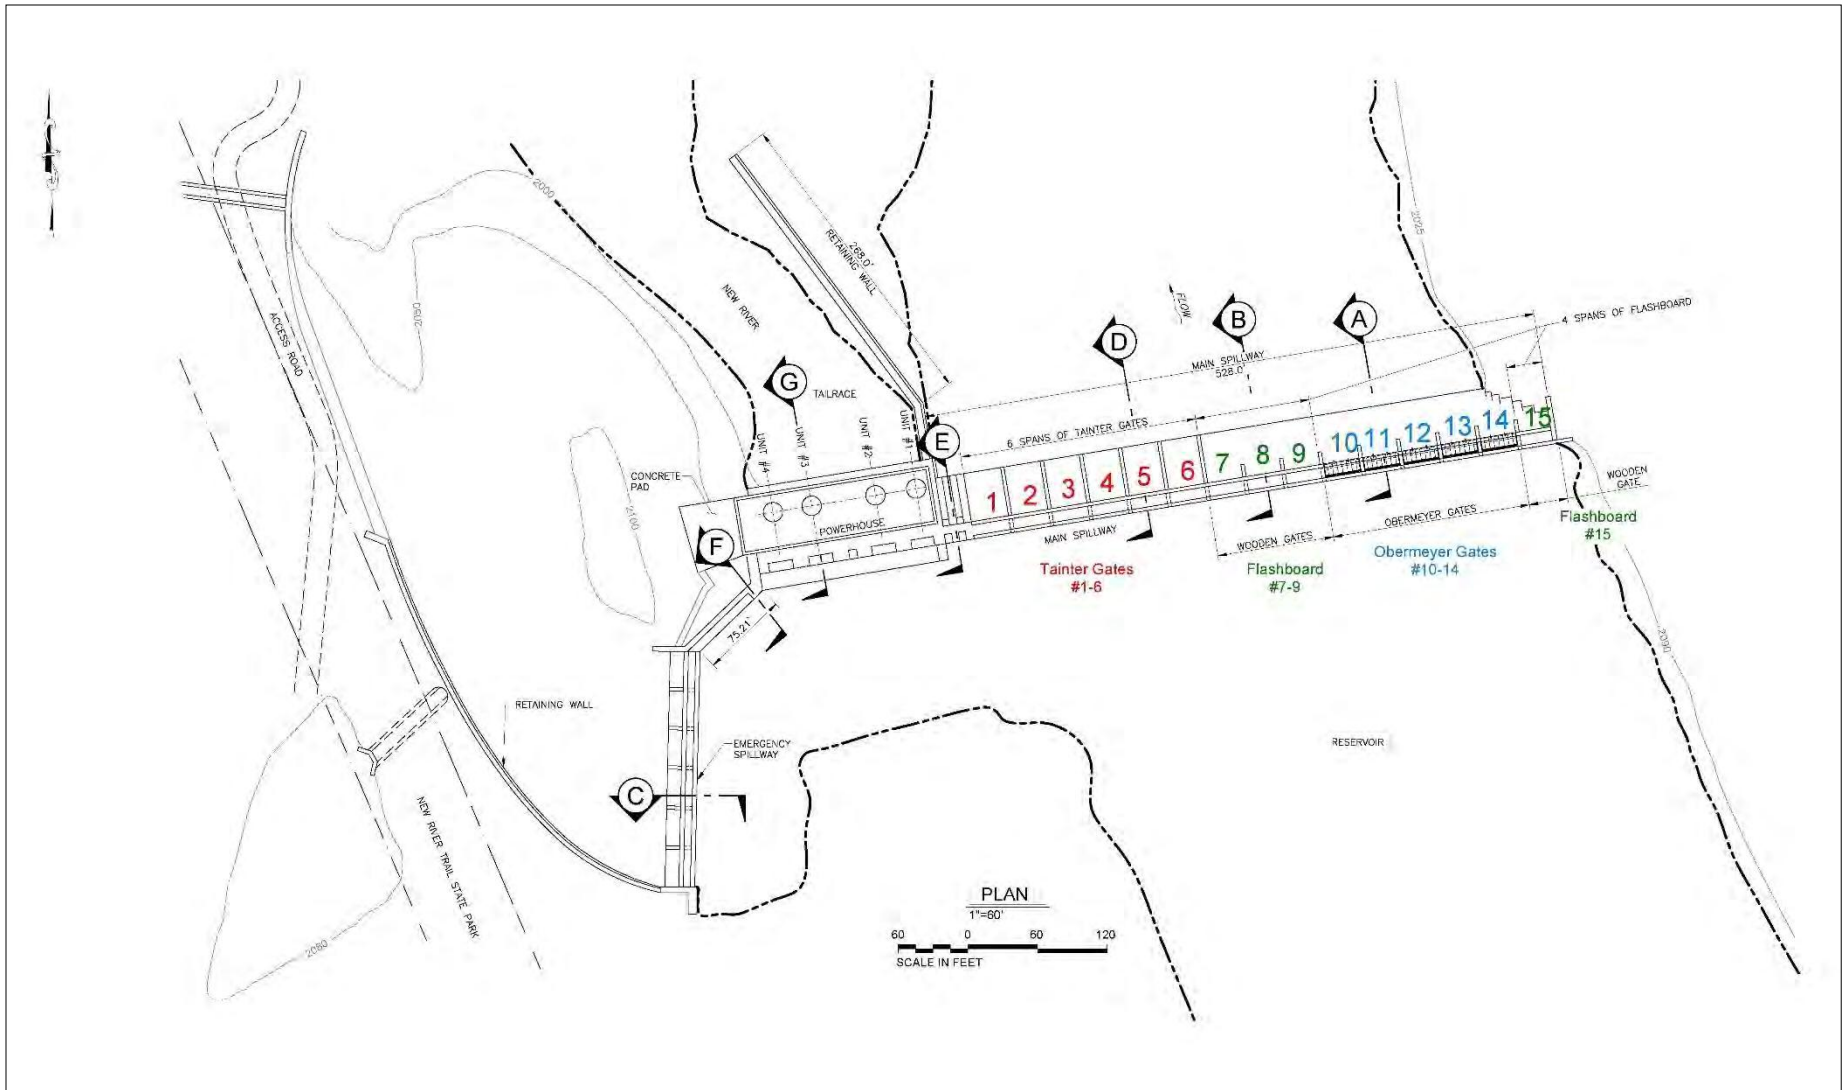 2000
2050
2025
268.0'
RETAINING WALL
NEW RIVER
ACCESS ROAD
FLOW
4 SPANS OF FLASHBOARD
B
A
D
MAIN SPILLWAY
528.0'
G
TAILRACE
UNIT #4
UNIT #3
UNIT #2
UNIT #1
E
6 SPANS OF TAINTER GATES
1 2 3 4 5 6 7 8 9 10 11 12 13 14 15
CONCRETE
PAD
2100
POWERHOUSE
F
MAIN SPILLWAY
WOODEN GATES
OBERMEYER GATES
WOODEN
GATE
Tainter Gates
#1-6
Flashboard
#7-9
Obermeyer Gates
#10-14
Flashboard
#15
75.21'
2090
RETAINING WALL
EMERGENCY
SPILLWAY
RESERVOIR
C
NEW RIVER TRAIL STATE PARK
2080
PLAN
1"=60'
60 0 60 120
SCALE IN FEET